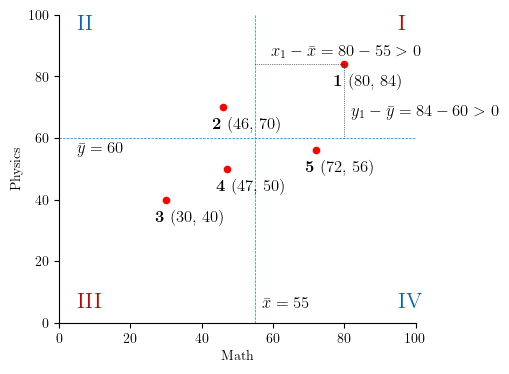 II
I
x₁ − x̄ = 80 − 55 > 0
1 (80, 84)
y₁ − ȳ = 84 − 60 > 0
2 (46, 70)
ȳ = 60
5 (72, 56)
4 (47, 50)
3 (30, 40)
III
x̄ = 55
IV
100
80
60
40
20
0
Physics
0 20 40 60 80 100
Math